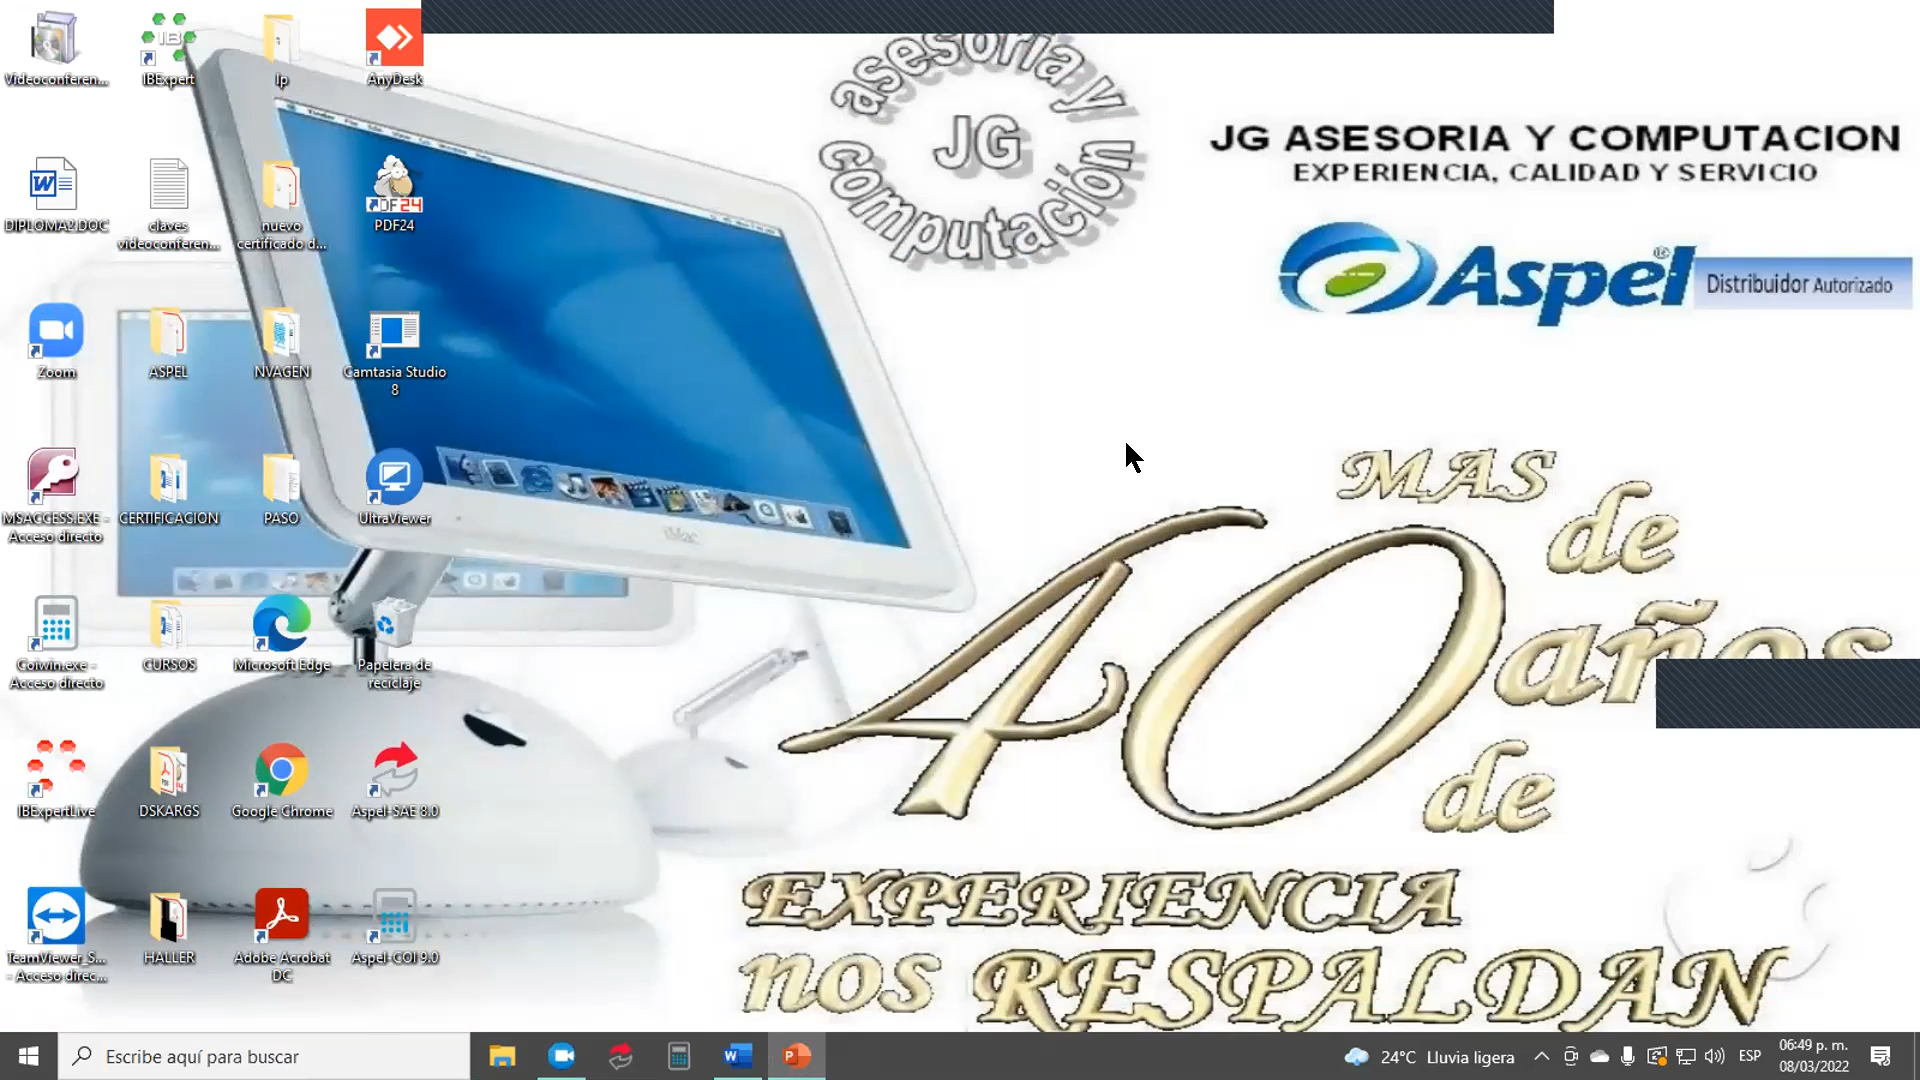 Videoconferen...
IBExpert
lp
AnyDesk
DIPLOMA2.DOC
claves
videoconferen...
nuevo
certificado d...
PDF24
Zoom
ASPEL
NVAGEN
Camtasia Studio
8
MSACCESS.EXE -
Acceso directo
CERTIFICACION
PASO
UltraViewer
Coiwin.exe -
Acceso directo
CURSOS
Microsoft Edge
Papelera de
reciclaje
IBExpertLive
DSKARGS
Google Chrome
Aspel-SAE 8.0
TeamViewer_S...
- Acceso direc...
HALLER
Adobe Acrobat
DC
Aspel-COI 9.0
iMac
asesoria y
JG
computación
JG ASESORIA Y COMPUTACION
EXPERIENCIA, CALIDAD Y SERVICIO
Aspel® Distribuidor Autorizado
MAS
de
40
años
de
EXPERIENCIA
nos RESPALDAN
Escribe aquí para buscar
24°C Lluvia ligera
ESP
06:49 p. m.
08/03/2022